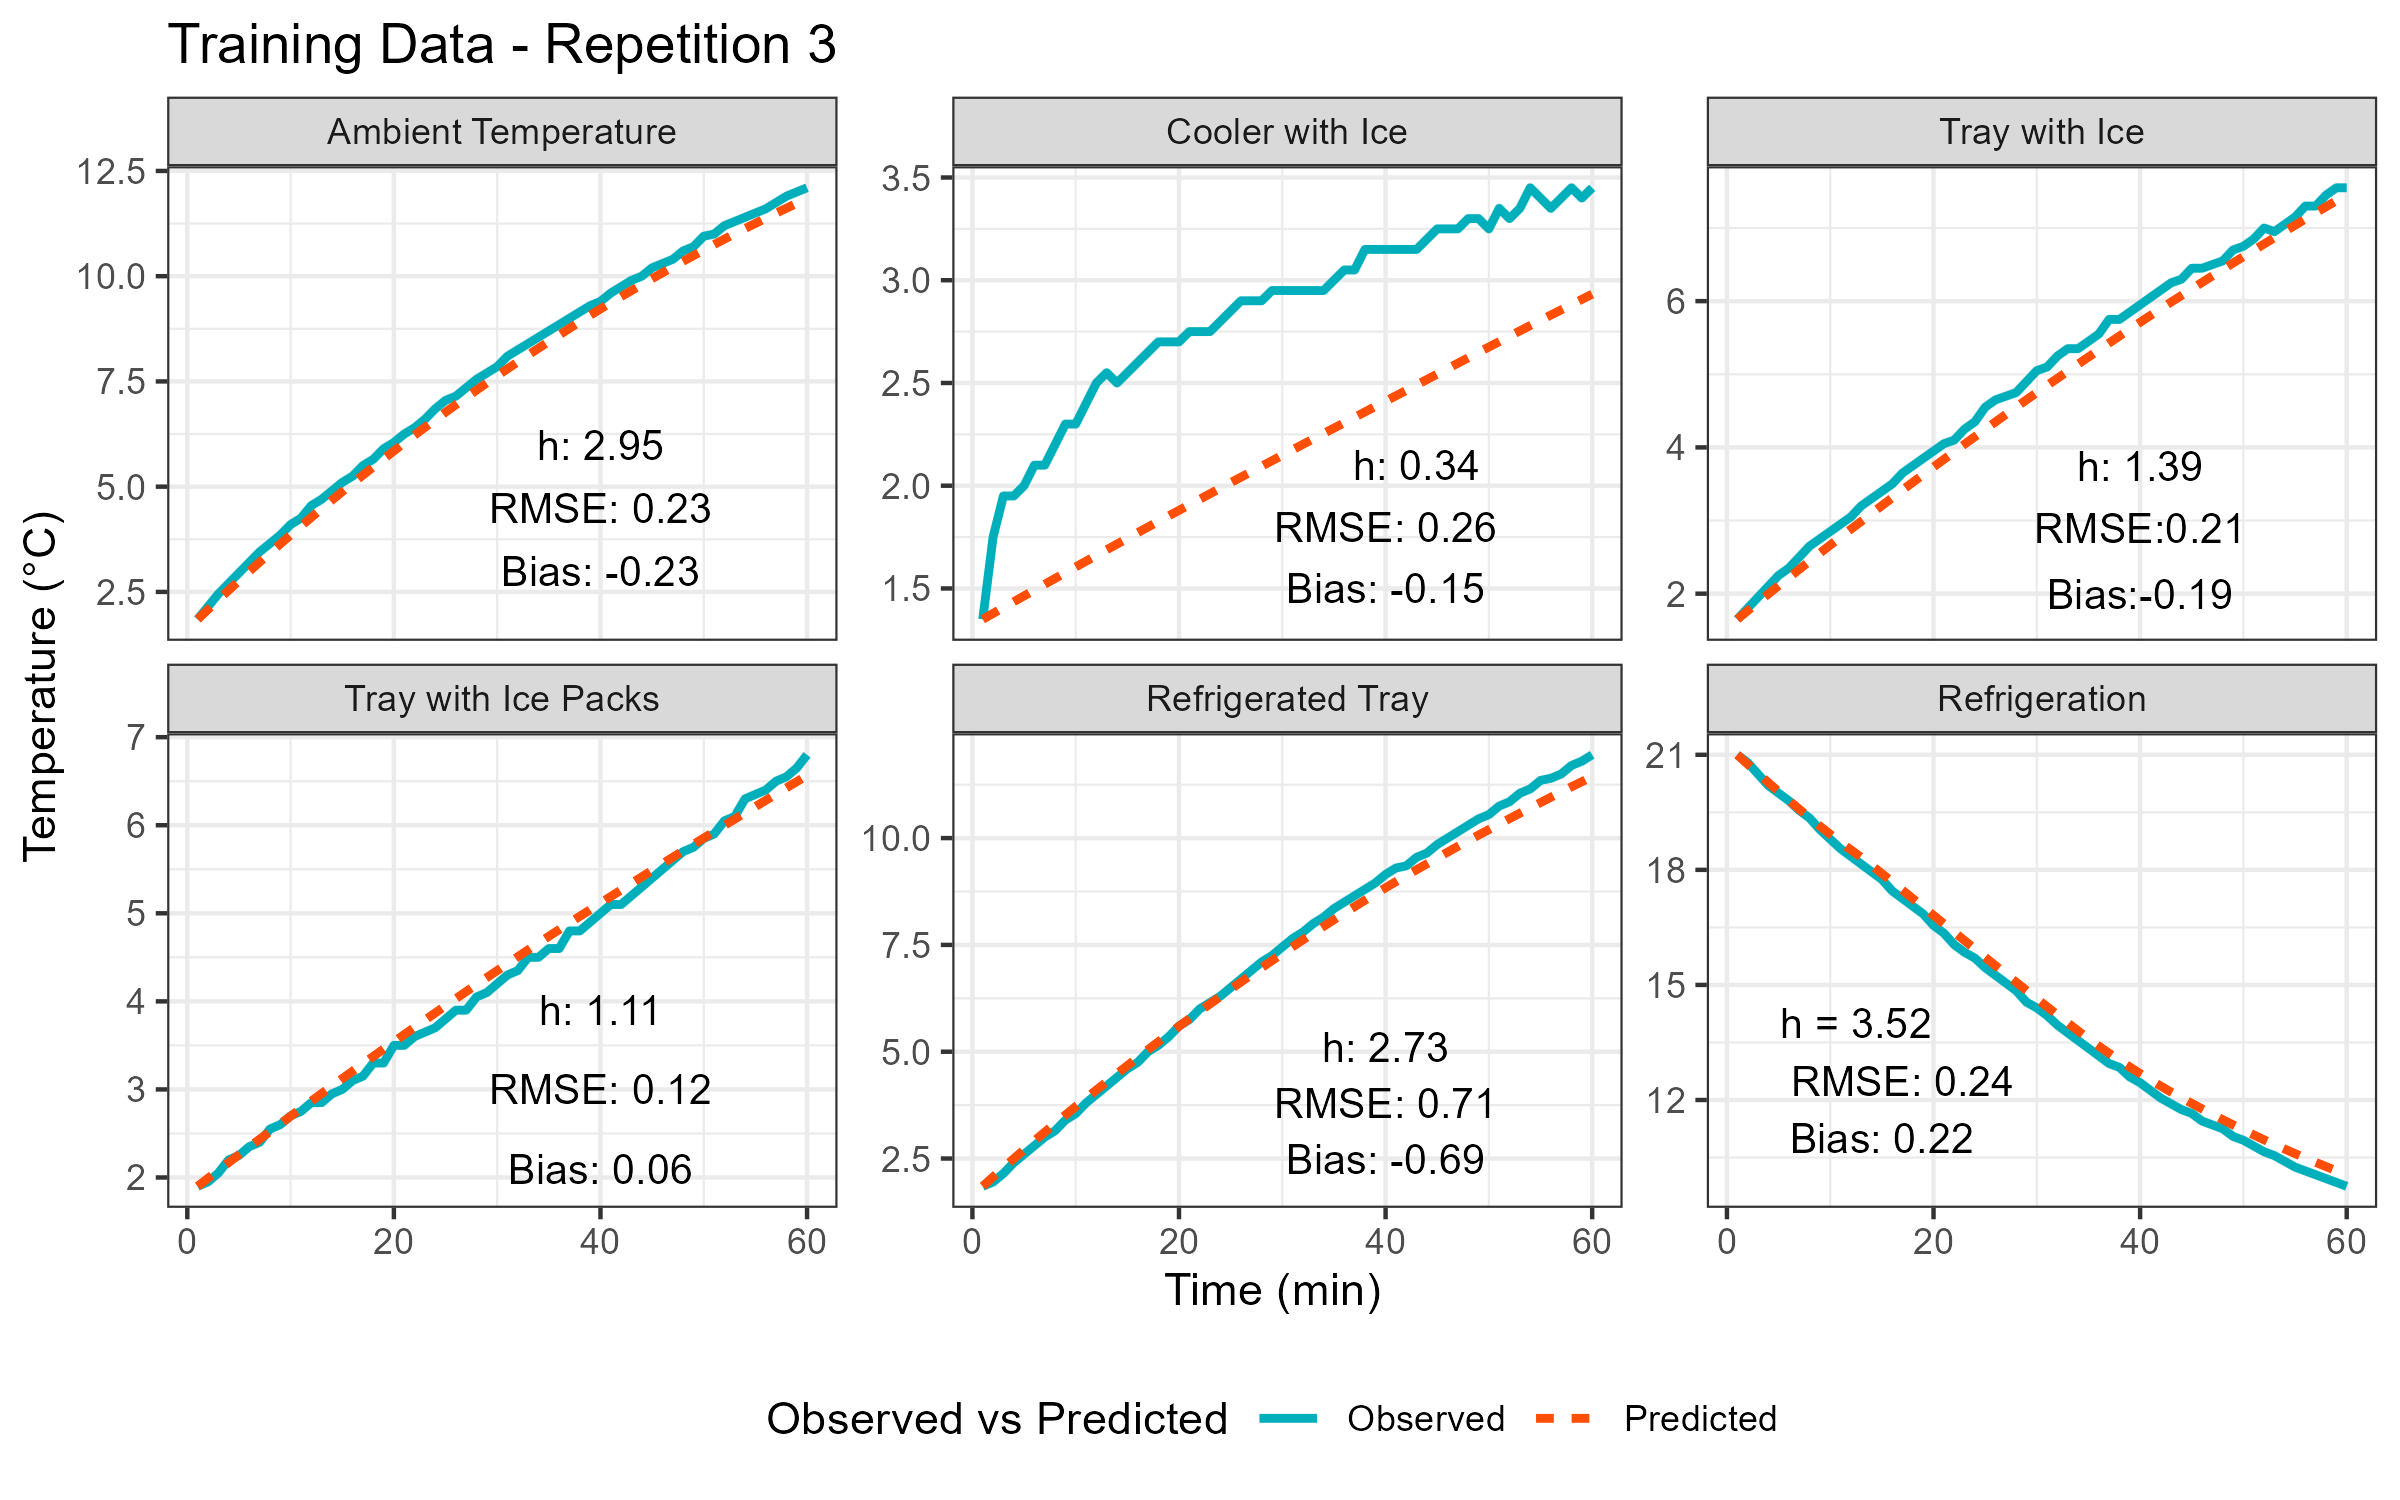 Training Data - Repetition 3
Ambient Temperature
Cooler with Ice
Tray with Ice
12.5
10.0
7.5
5.0
2.5
h: 2.95
RMSE: 0.23
Bias: -0.23
3.5
3.0
2.5
2.0
1.5
h: 0.34
RMSE: 0.26
Bias: -0.15
6
4
2
h: 1.39
RMSE:0.21
Bias:-0.19
Temperature (°C)
Tray with Ice Packs
Refrigerated Tray
Refrigeration
7
6
5
4
3
2
h: 1.11
RMSE: 0.12
Bias: 0.06
10.0
7.5
5.0
2.5
h: 2.73
RMSE: 0.71
Bias: -0.69
21
18
15
12
h = 3.52
RMSE: 0.24
Bias: 0.22
0 20 40 60
0 20 40 60
0 20 40 60
Time (min)
Observed vs Predicted Observed Predicted